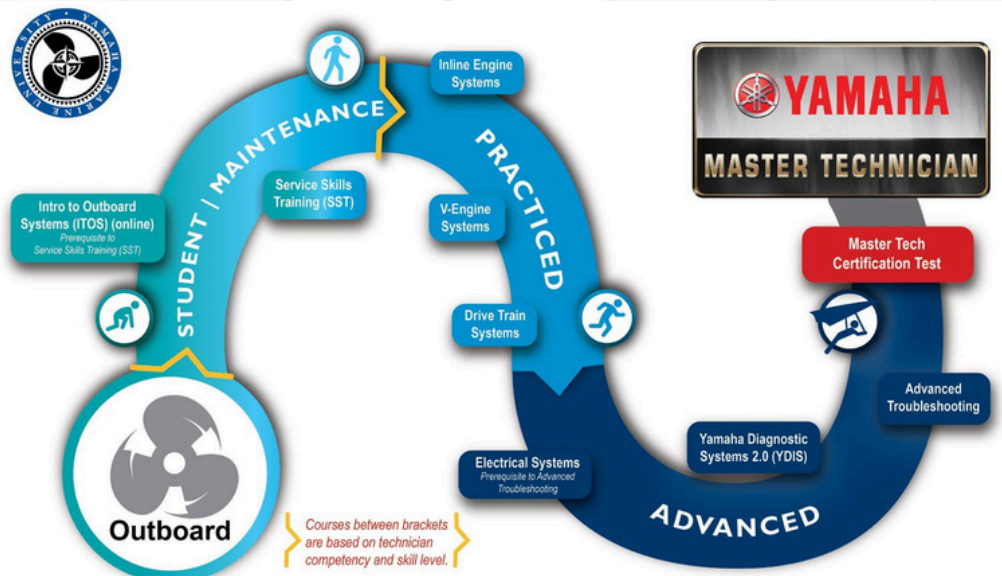 YAMAHA MARINE UNIVERSITY
Inline Engine
Systems
YAMAHA
MASTER TECHNICIAN
STUDENT | MAINTENANCE
PRACTICED
Intro to Outboard
Systems (ITOS) (online)
Prerequisite to
Service Skills Training (SST)
Service Skills
Training (SST)
V-Engine
Systems
Master Tech
Certification Test
Drive Train
Systems
Advanced
Troubleshooting
Yamaha Diagnostic
Systems 2.0 (YDIS)
Electrical Systems
Prerequisite to Advanced
Troubleshooting
ADVANCED
Outboard
Courses between brackets
are based on technician
competency and skill level.